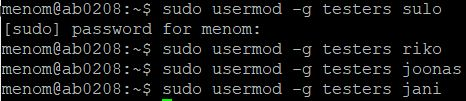 menom@ab0208:~$ sudo usermod -g testers sulo
[sudo] password for menom:
menom@ab0208:~$ sudo usermod -g testers riko
menom@ab0208:~$ sudo usermod -g testers joonas
menom@ab0208:~$ sudo usermod -g testers jani